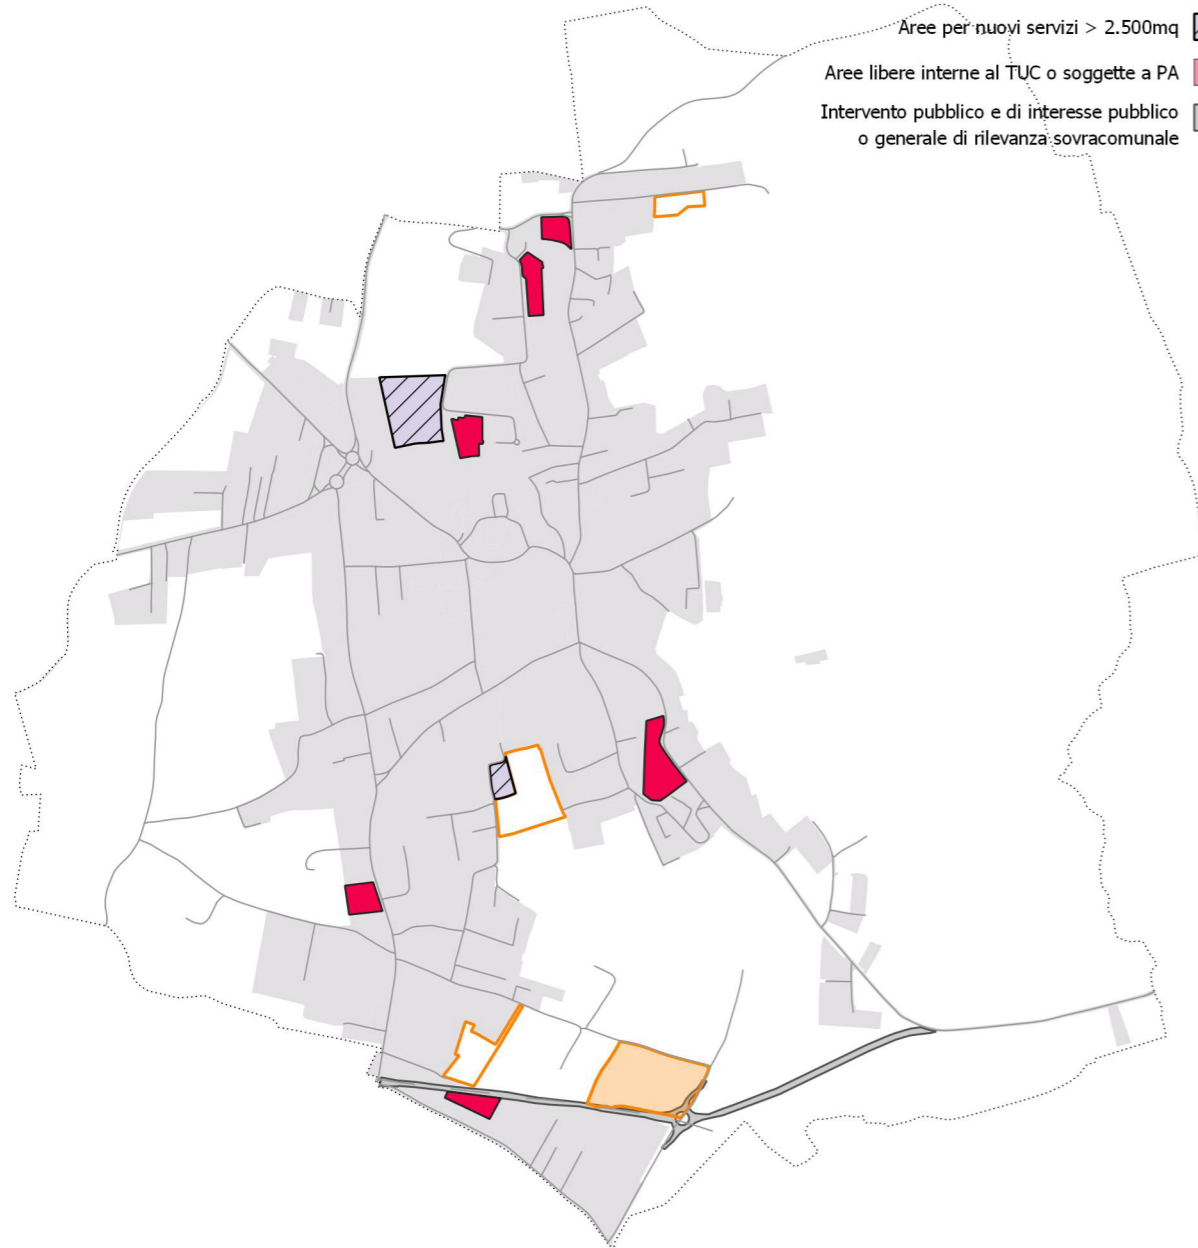 Aree per nuovi servizi > 2.500mq
Aree libere interne al TUC o soggette a PA
Intervento pubblico e di interesse pubblico
o generale di rilevanza sovracomunale